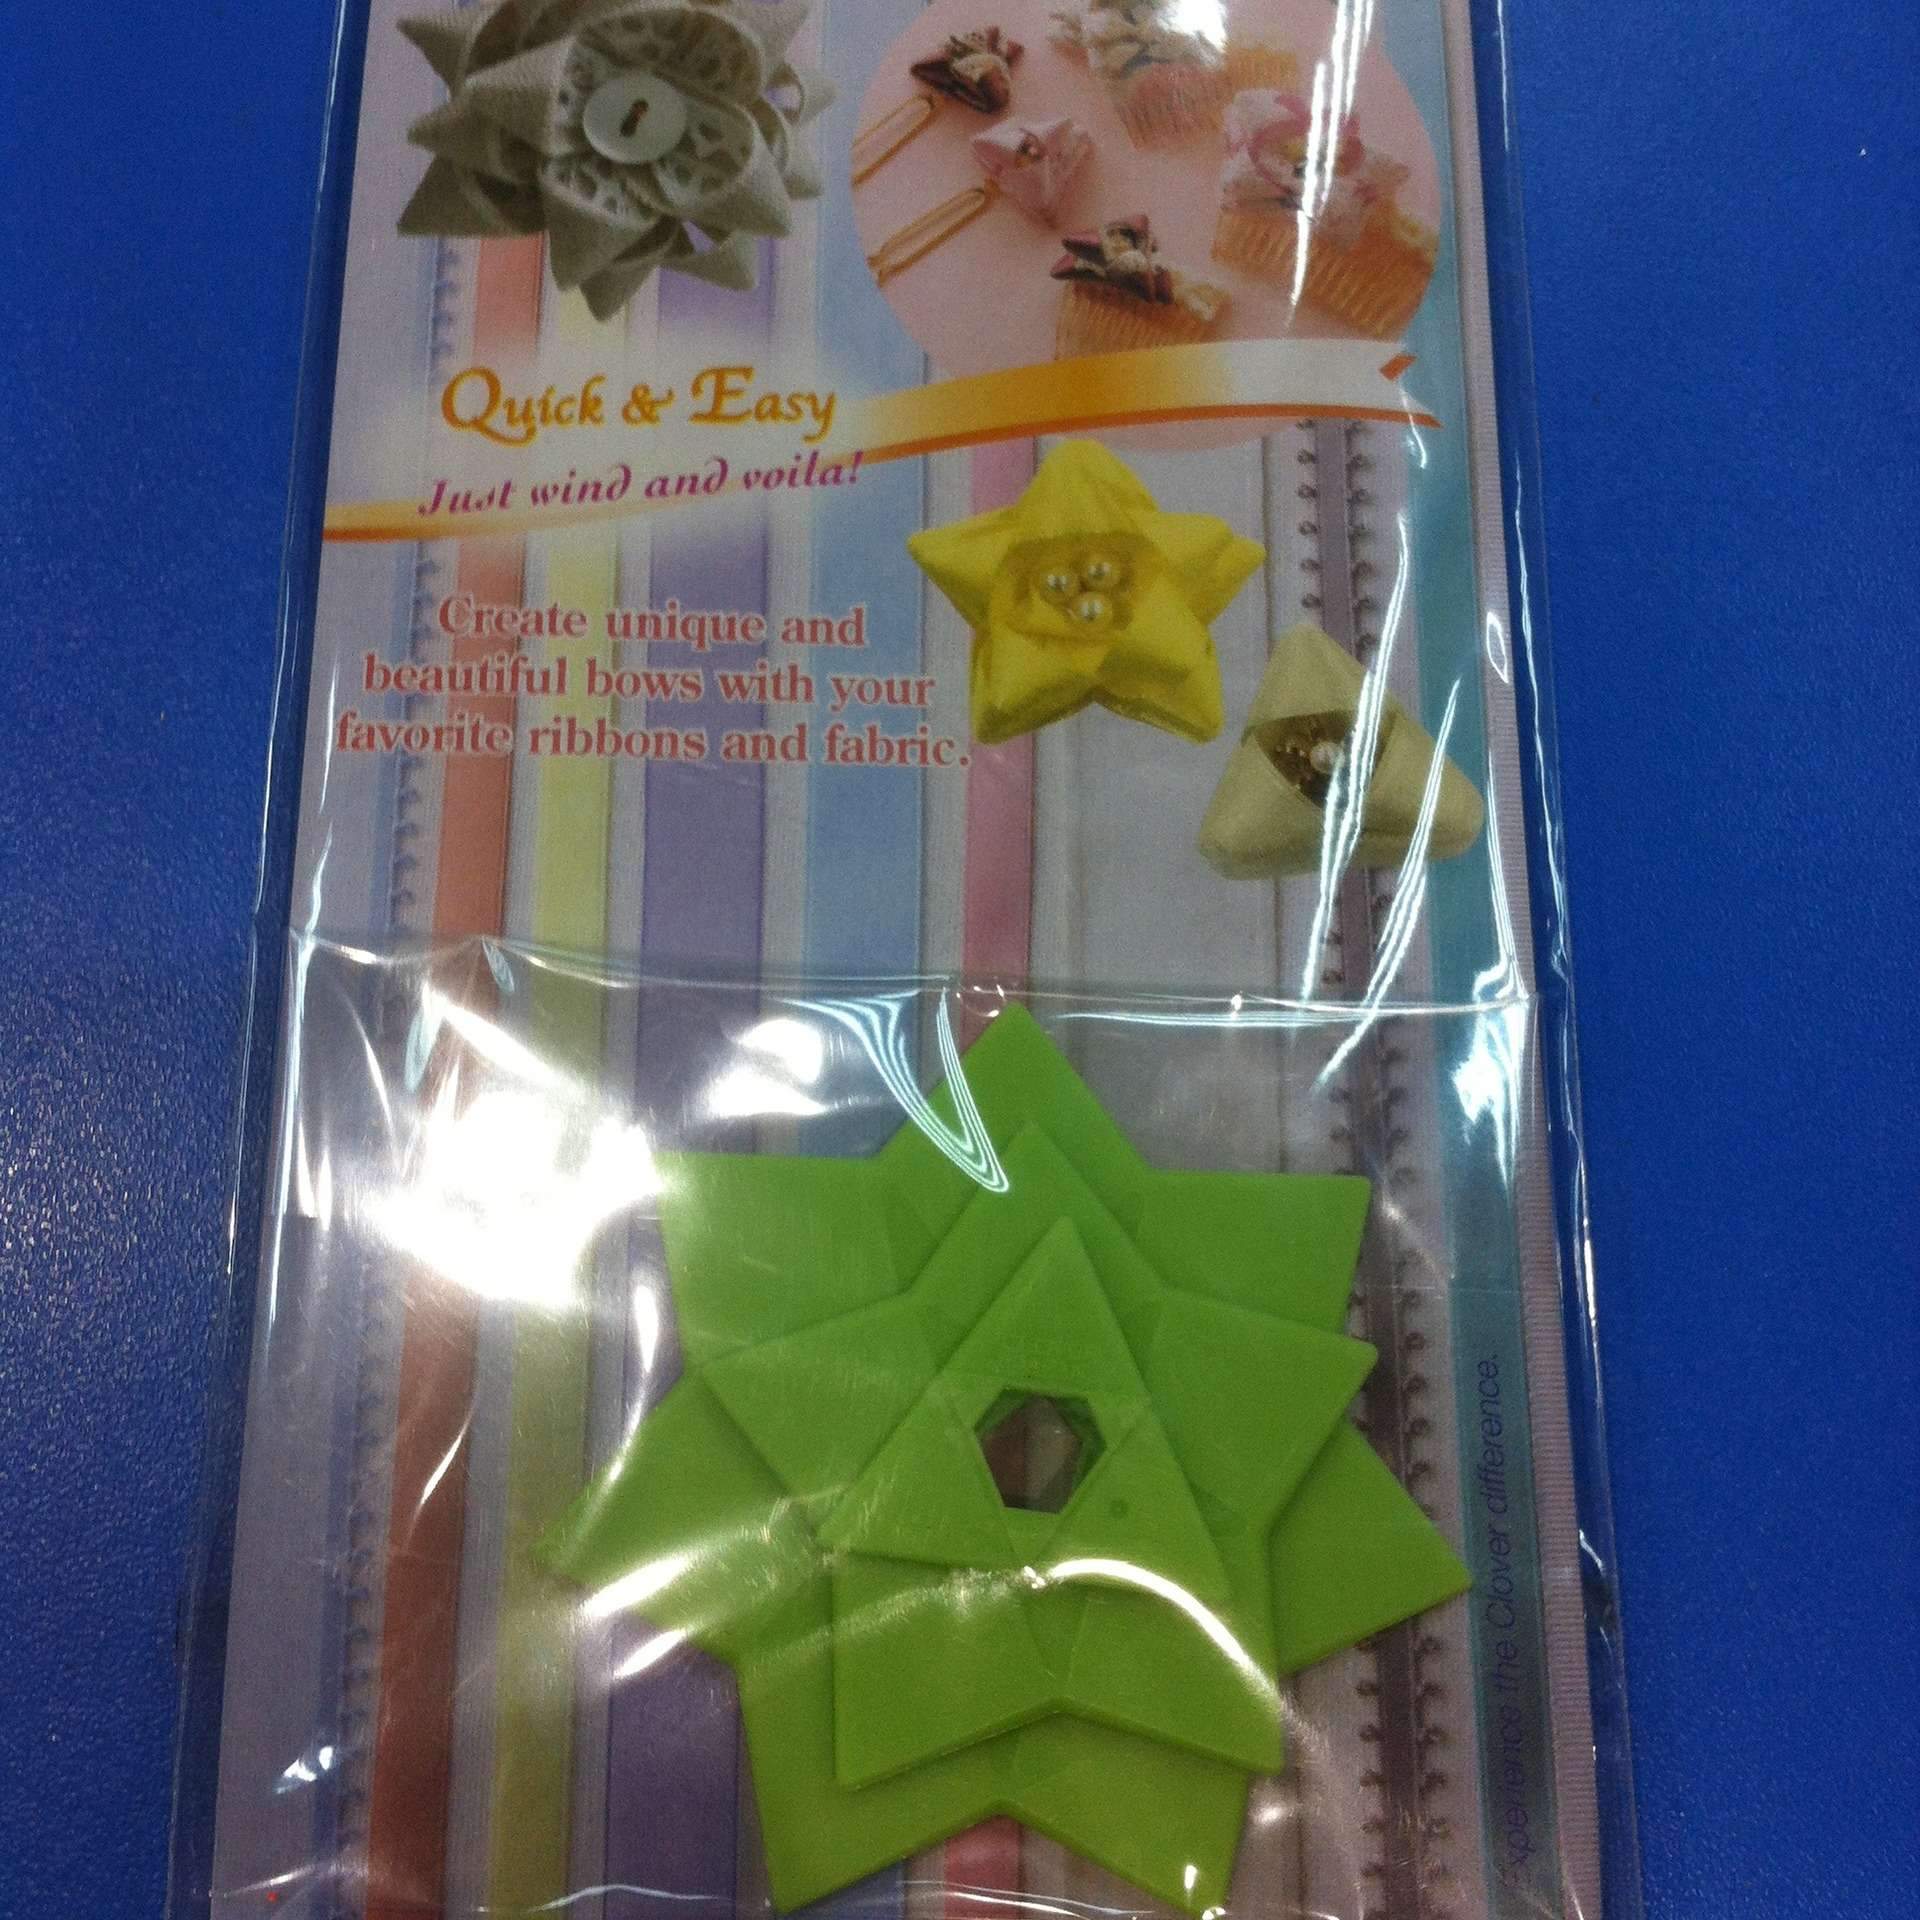 Quick & Easy
Just wind and voila!
Create unique and
beautiful bows with your
favorite ribbons and fabric.
Experience the Clover difference.